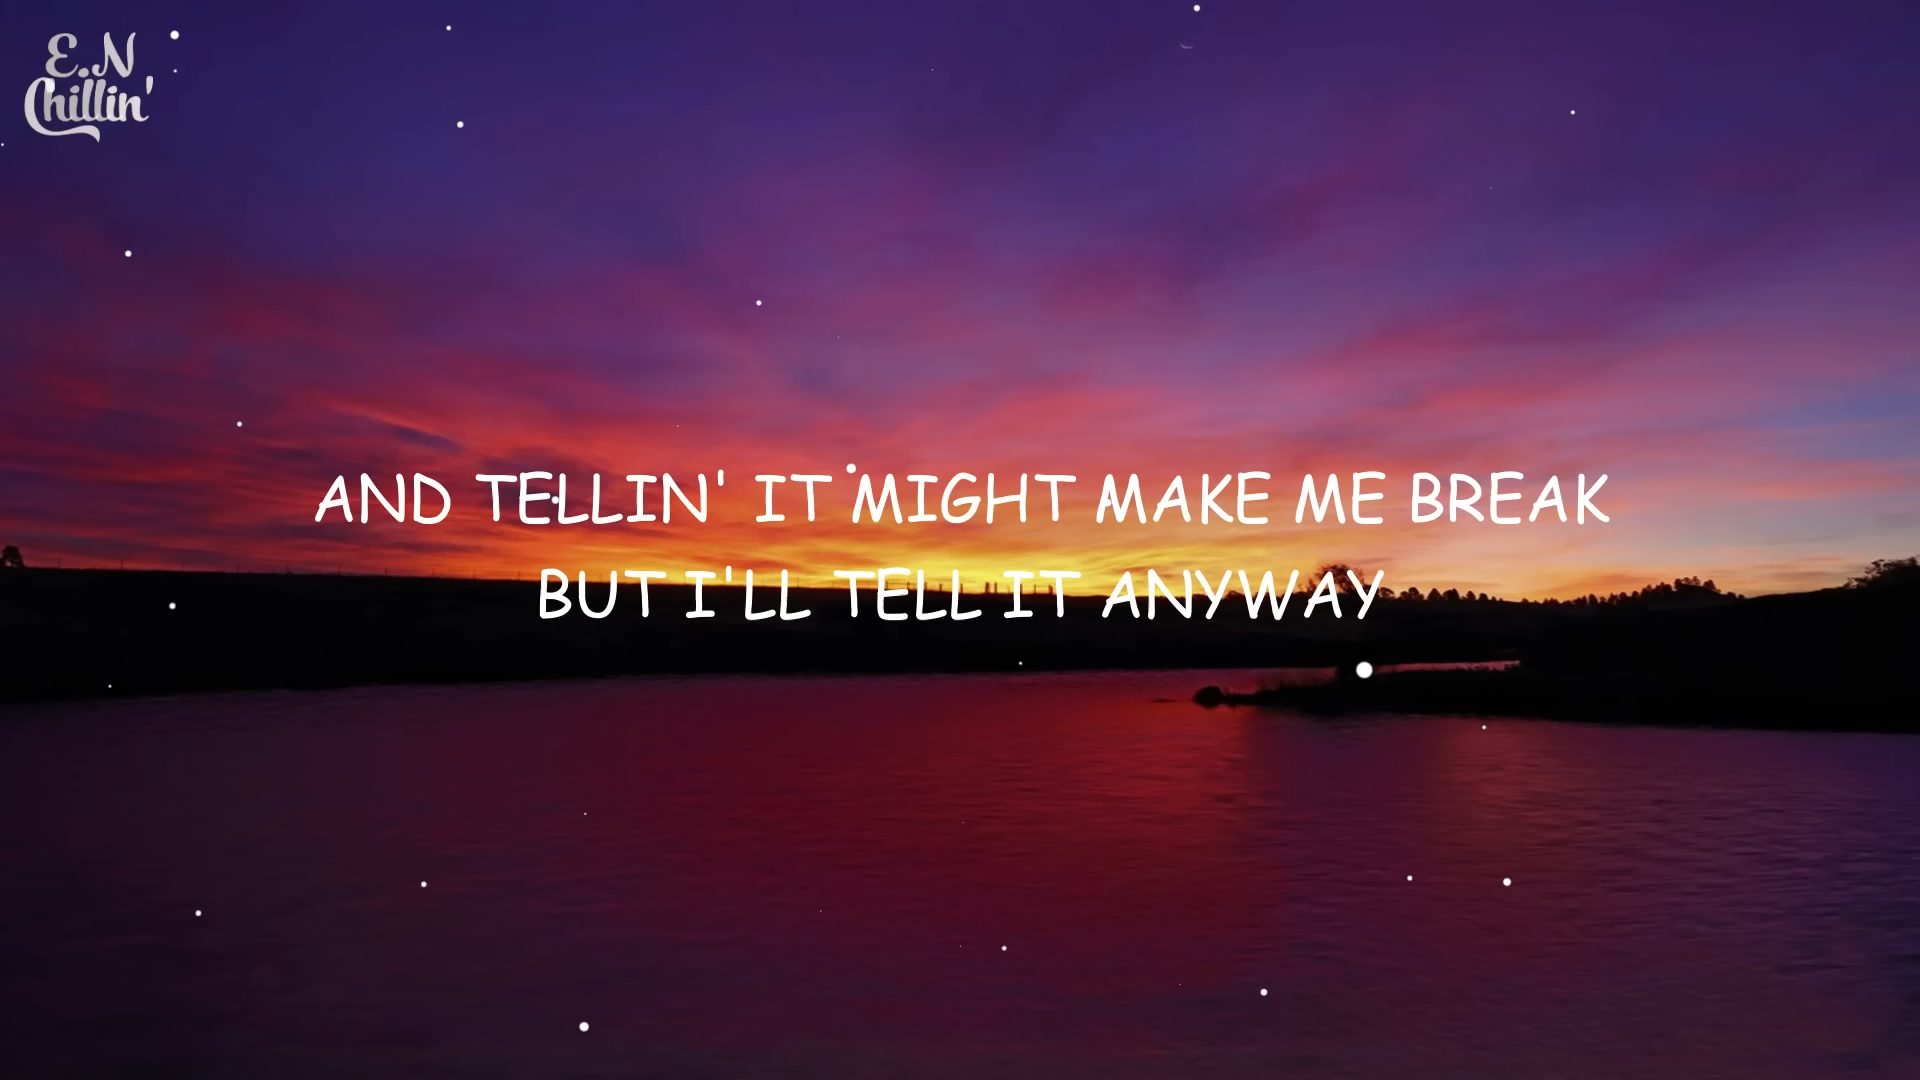 E.N
Chillin'
AND TELLIN' IT MIGHT MAKE ME BREAK
BUT I'LL TELL IT ANYWAY